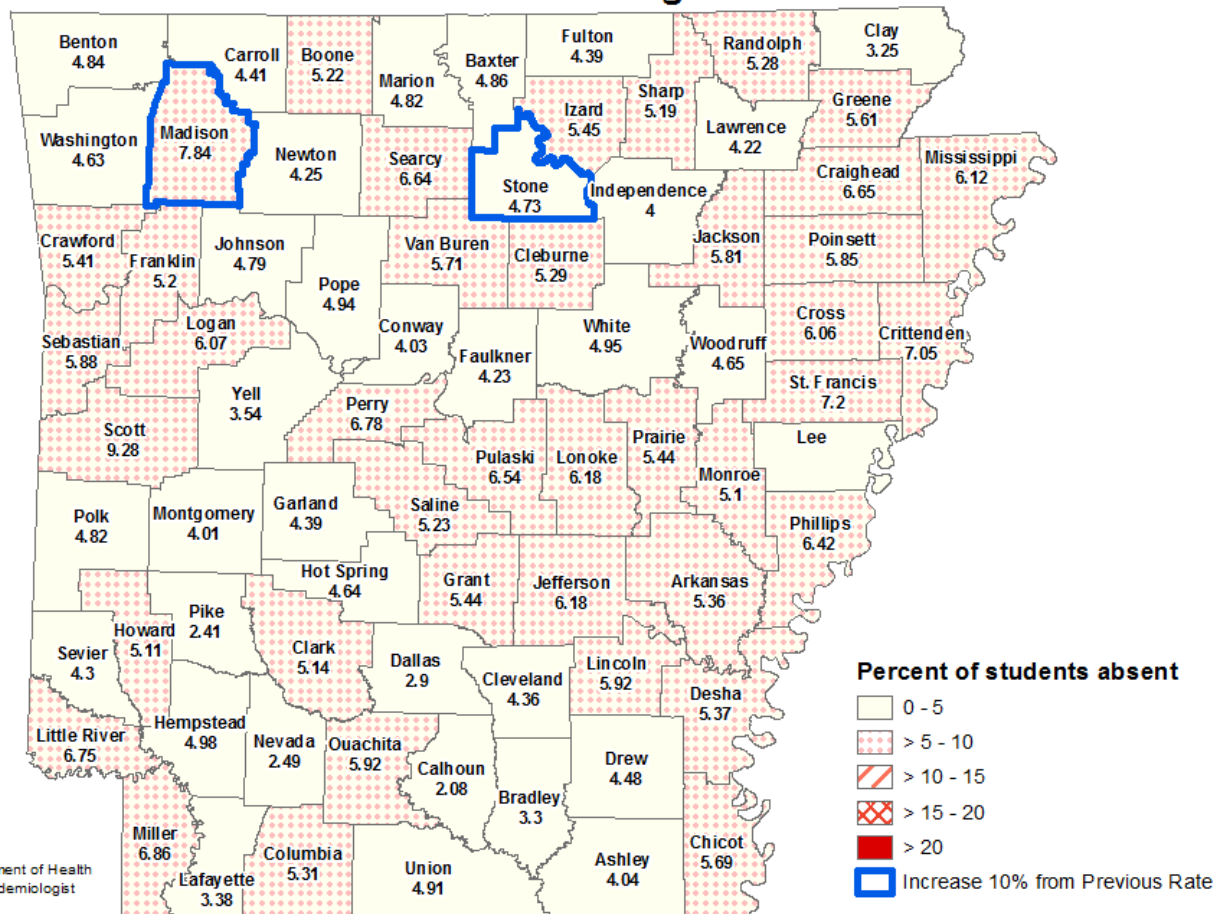 Benton
4.84
Carroll
4.41
Boone
5.22
Marion
4.82
Baxter
4.86
Fulton
4.39
Randolph
5.28
Clay
3.25
Izard
5.45
Sharp
5.19
Greene
5.61
Washington
4.63
Madison
7.84
Newton
4.25
Searcy
6.64
Stone
4.73
Independence
4
Lawrence
4.22
Craighead
6.65
Mississippi
6.12
Crawford
5.41
Franklin
5.2
Johnson
4.79
Pope
4.94
Van Buren
5.71
Cleburne
5.29
Jackson
5.81
Poinsett
5.85
Sebastian
5.88
Logan
6.07
Conway
4.03
Faulkner
4.23
White
4.95
Woodruff
4.65
Cross
6.06
Crittenden
7.05
Yell
3.54
Perry
6.78
St. Francis
7.2
Scott
9.28
Pulaski
6.54
Lonoke
6.18
Prairie
5.44
Monroe
5.1
Lee
Polk
4.82
Montgomery
4.01
Garland
4.39
Saline
5.23
Phillips
6.42
Hot Spring
4.64
Grant
5.44
Jefferson
6.18
Arkansas
5.36
Pike
2.41
Howard
5.11
Sevier
4.3
Clark
5.14
Dallas
2.9
Cleveland
4.36
Lincoln
5.92
Desha
5.37
Little River
6.75
Hempstead
4.98
Nevada
2.49
Ouachita
5.92
Calhoun
2.08
Bradley
3.3
Drew
4.48
Miller
6.86
Lafayette
3.38
Columbia
5.31
Union
4.91
Ashley
4.04
Chicot
5.69
Percent of students absent
0 - 5
> 5 - 10
> 10 - 15
> 15 - 20
> 20
Increase 10% from Previous Rate
ment of Health
demiologist